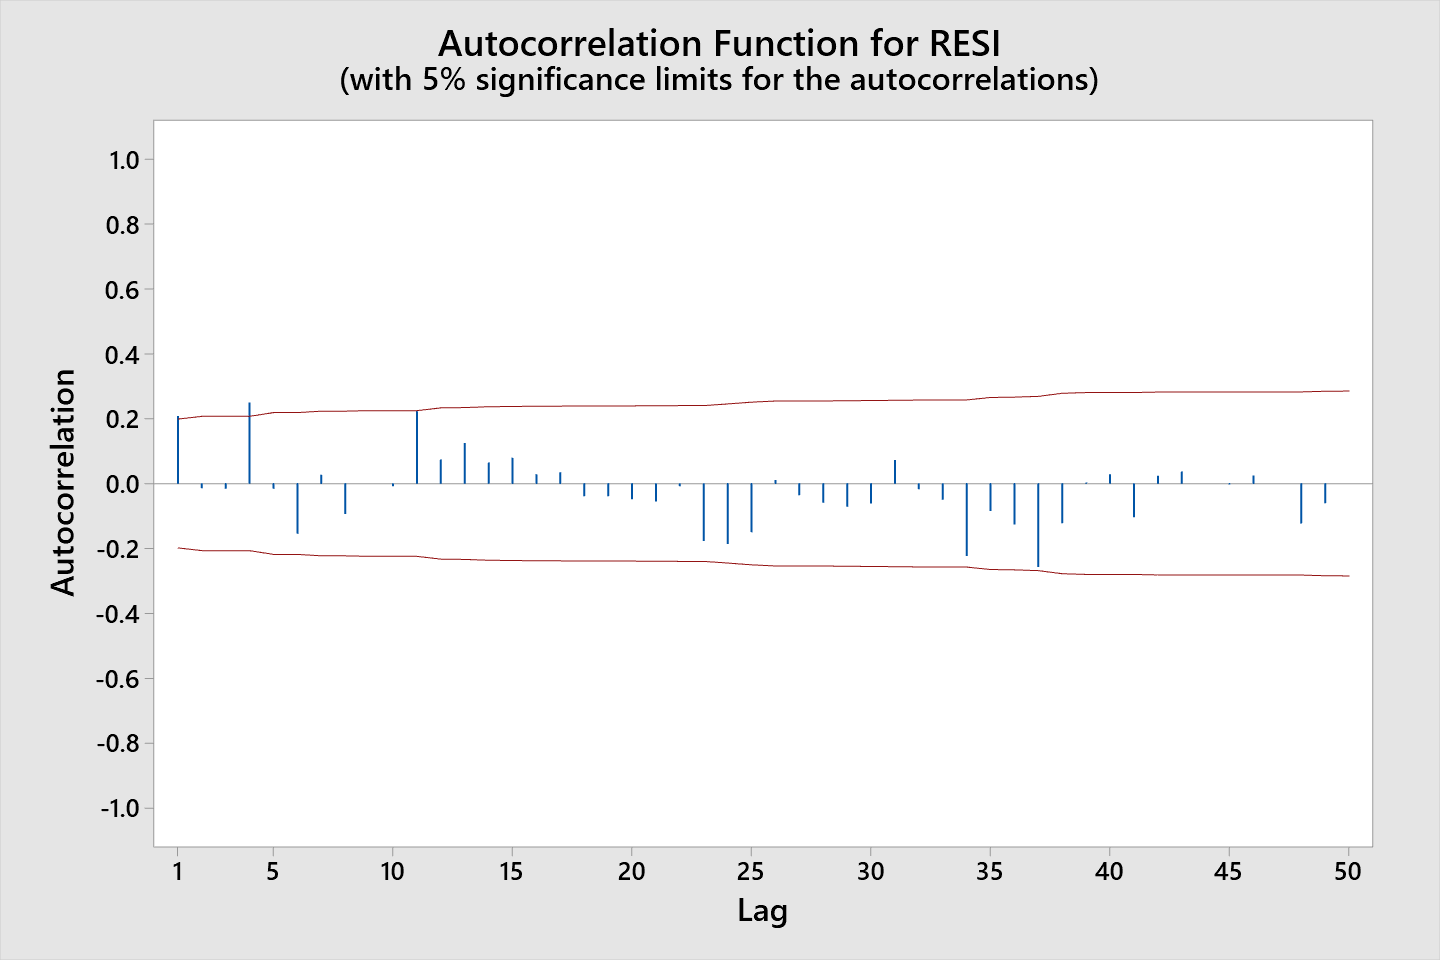 Autocorrelation Function for RESI
(with 5% significance limits for the autocorrelations)
Autocorrelation
1.0
0.8
0.6
0.4
0.2
0.0
-0.2
-0.4
-0.6
-0.8
-1.0
1 5 10 15 20 25 30 35 40 45 50
Lag